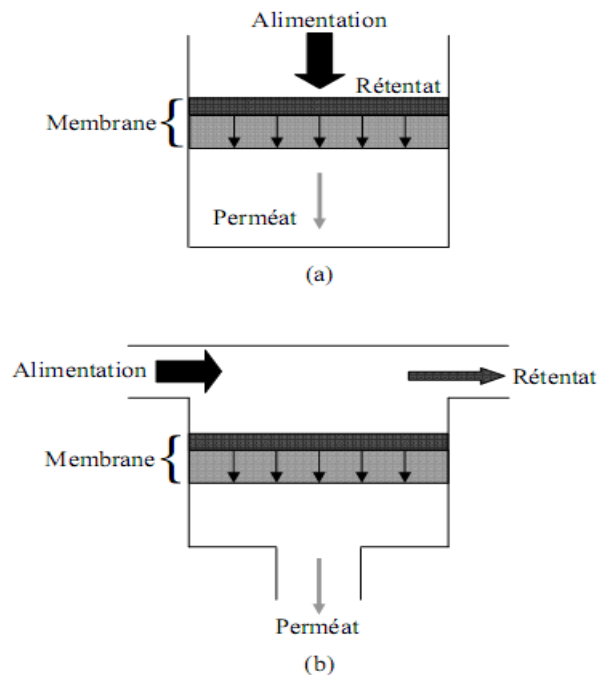 Alimentation
Rétentat
Membrane
Perméat
(a)
Alimentation
Rétentat
Membrane
Perméat
(b)